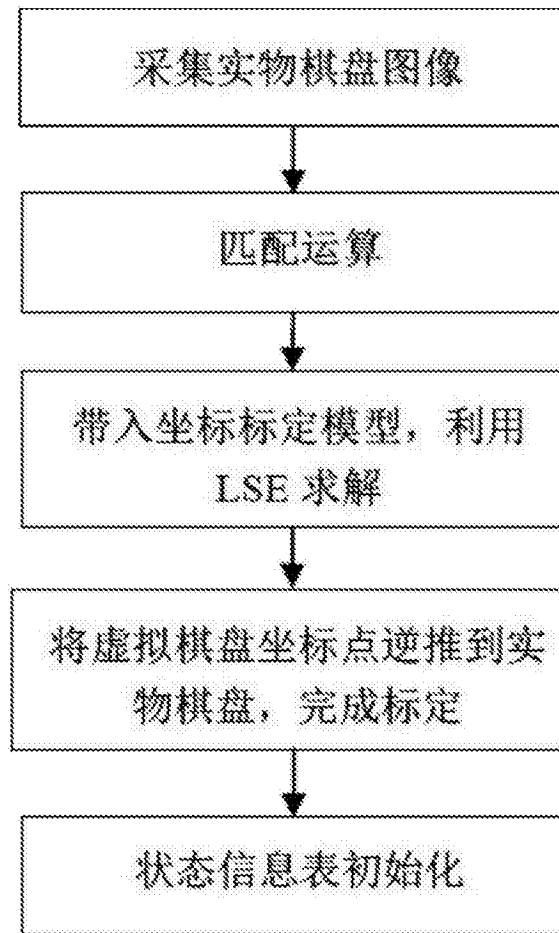 采集实物棋盘图像
匹配运算
带入坐标标定模型，利用
LSE 求解
将虚拟棋盘坐标点逆推到实
物棋盘，完成标定
状态信息表初始化